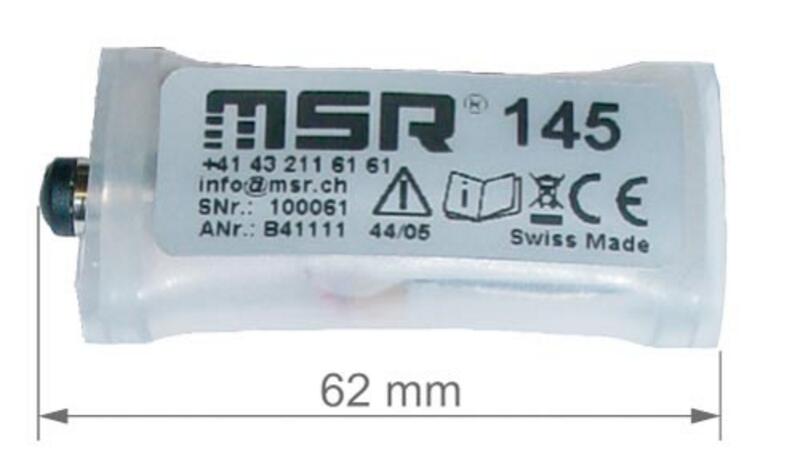 MSR® 145
+41 43 211 61 61
info@msr.ch
SNr.: 100061
ANr.: B41111 44/05
CE
Swiss Made
62 mm